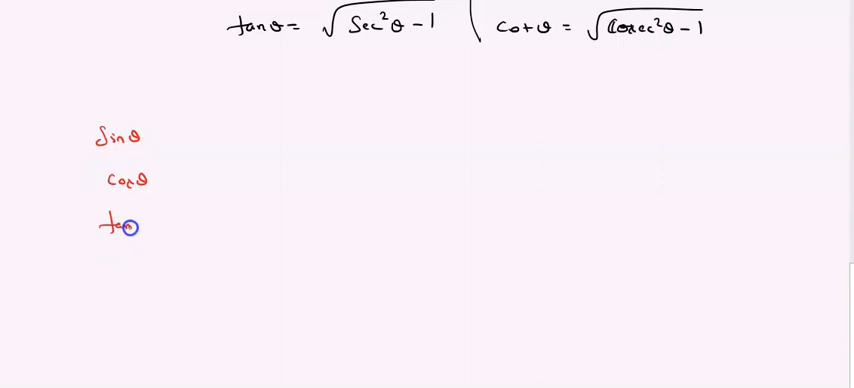 tanθ = √(Sec²θ - 1) | cotθ = √(Cosec²θ - 1)
Sinθ
cosθ
tan